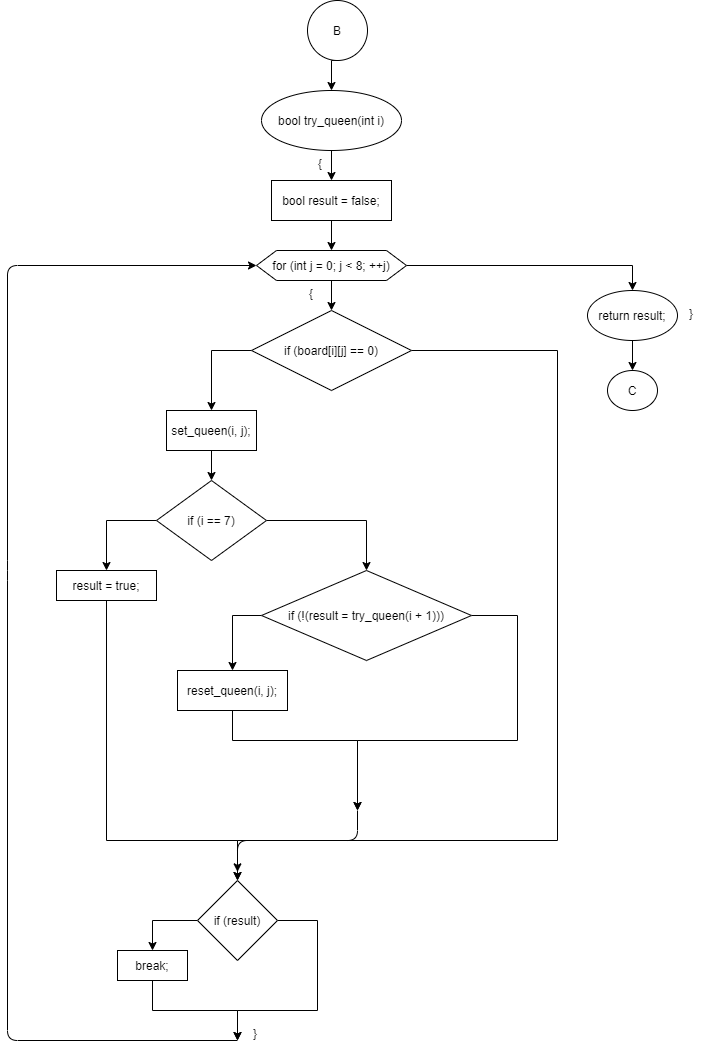 B
bool try_queen(int i)
{
bool result = false;
for (int j = 0; j < 8; ++j)
{
return result;
}
C
if (board[i][j] == 0)
set_queen(i, j);
if (i == 7)
result = true;
if (!(result = try_queen(i + 1)))
reset_queen(i, j);
if (result)
break;
}